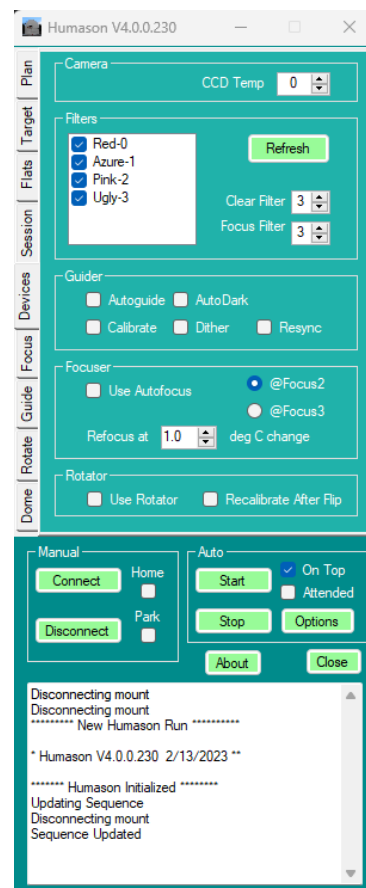 Humason V4.0.0.230
Plan
Target
Flats
Session
Devices
Focus
Guide
Rotate
Dome
Camera
CCD Temp 0
Filters
Red-0
Azure-1
Pink-2
Ugly-3
Refresh
Clear Filter 3
Focus Filter 3
Guider
Autoguide AutoDark
Calibrate Dither Resync
Focuser
Use Autofocus @Focus2
@Focus3
Refocus at 1.0 deg C change
Rotator
Use Rotator Recalibrate After Flip
Manual
Connect Home
Disconnect Park
Auto
Start On Top
Attended
Stop Options
About Close
Disconnecting mount
Disconnecting mount
********* New Humason Run **********
* Humason V4.0.0.230 2/13/2023 **
******* Humason Initialized ********
Updating Sequence
Disconnecting mount
Sequence Updated